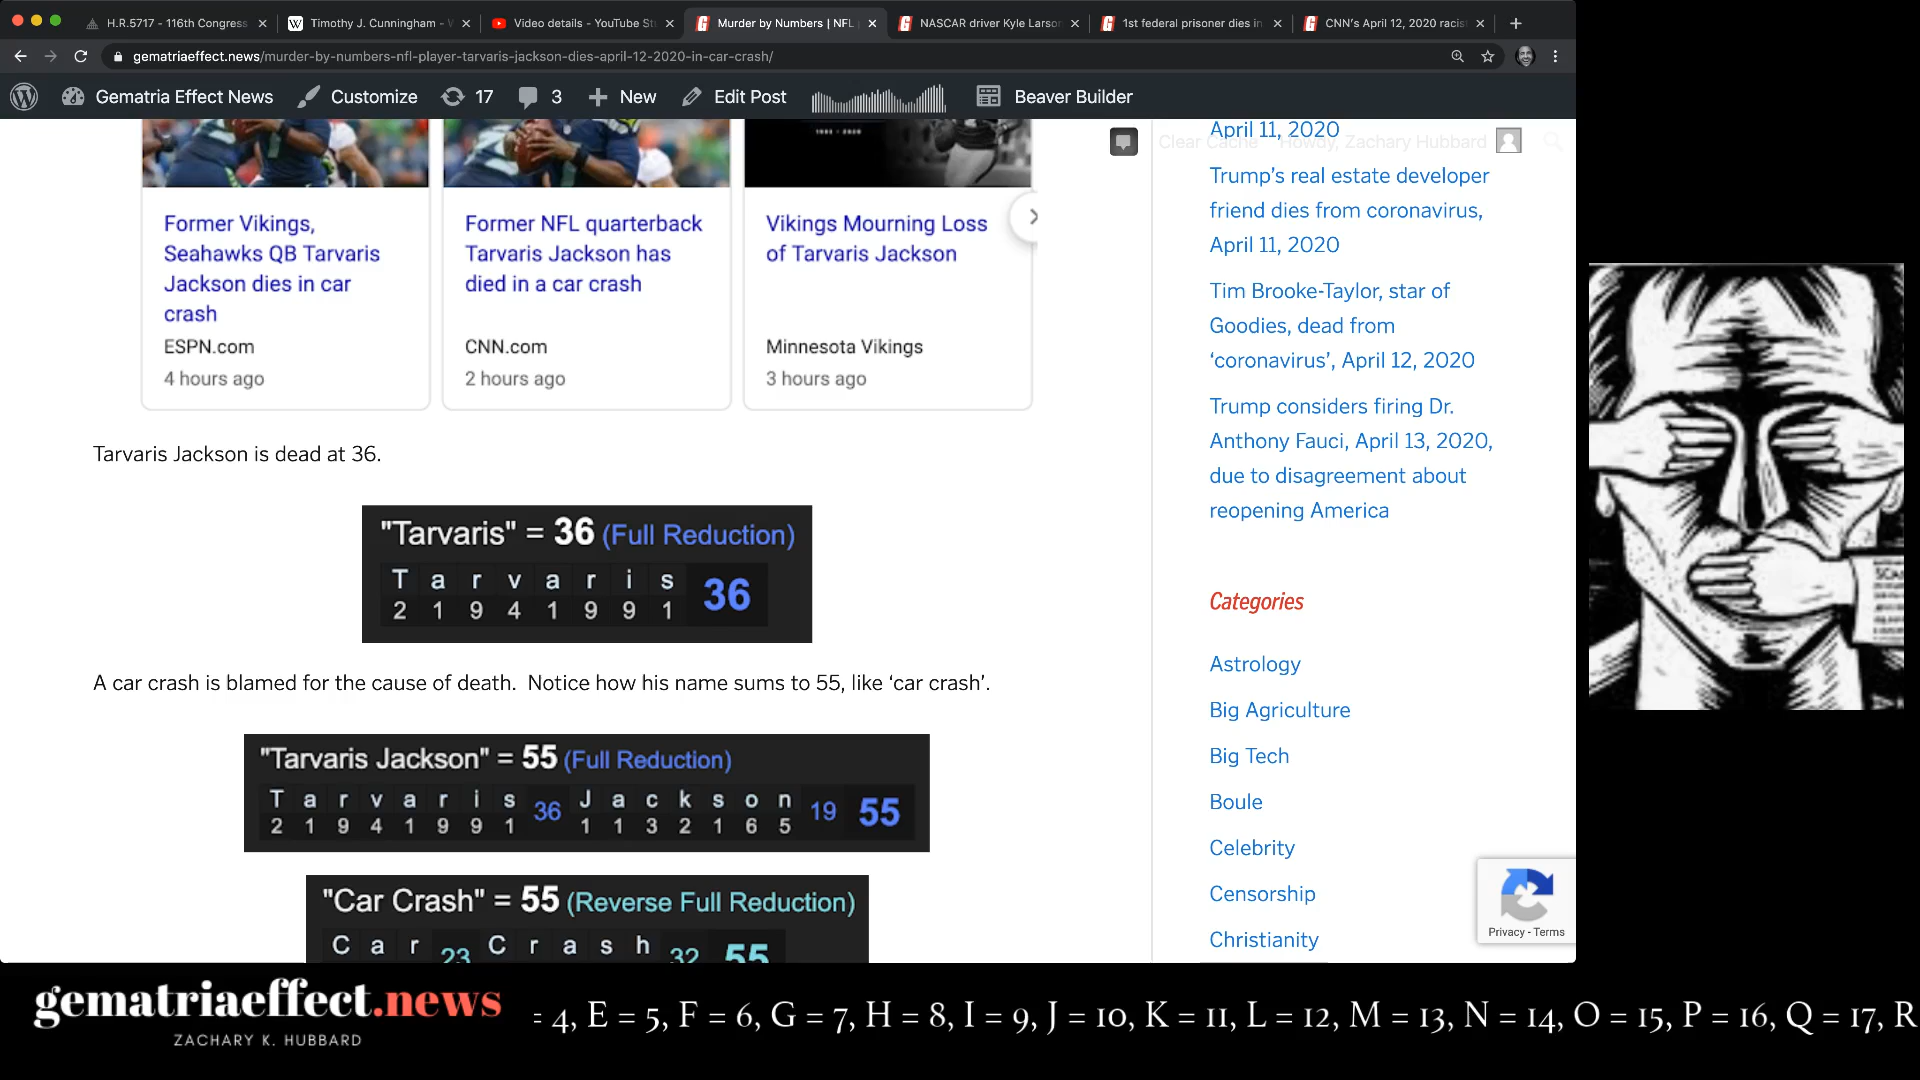 H.R.5717 - 116th Congress
Timothy J. Cunningham -
Video details - YouTube St
Murder by Numbers | NFL
NASCAR driver Kyle Larson
1st federal prisoner dies in
CNN's April 12, 2020 racis
gematriaeffect.news/murder-by-numbers-nfl-player-tarvaris-jackson-dies-april-12-2020-in-car-crash/
Gematria Effect News Customize 17 3 New Edit Post Beaver Builder
Clear Cache Howdy, Zachary Hubbard
Former Vikings,
Seahawks QB Tarvaris
Jackson dies in car
crash
ESPN.com
4 hours ago
Former NFL quarterback
Tarvaris Jackson has
died in a car crash
CNN.com
2 hours ago
Vikings Mourning Loss
of Tarvaris Jackson
Minnesota Vikings
3 hours ago
Tarvaris Jackson is dead at 36.
"Tarvaris" = 36 (Full Reduction)
T a r v a r i s
2 1 9 4 1 9 9 1 36
A car crash is blamed for the cause of death. Notice how his name sums to 55, like ‘car crash’.
"Tarvaris Jackson" = 55 (Full Reduction)
T a r v a r i s 36 J a c k s o n 19 55
2 1 9 4 1 9 9 1 1 1 3 2 1 6 5
"Car Crash" = 55 (Reverse Full Reduction)
C a r 23 C r a s h 32 55
April 11, 2020
Trump’s real estate developer
friend dies from coronavirus,
April 11, 2020
Tim Brooke-Taylor, star of
Goodies, dead from
‘coronavirus’, April 12, 2020
Trump considers firing Dr.
Anthony Fauci, April 13, 2020,
due to disagreement about
reopening America
Categories
Astrology
Big Agriculture
Big Tech
Boule
Celebrity
Censorship
Christianity
Privacy - Terms
gematriaeffect.news
ZACHARY K. HUBBARD
= 4, E = 5, F = 6, G = 7, H = 8, I = 9, J = 10, K = 11, L = 12, M = 13, N = 14, O = 15, P = 16, Q = 17, R